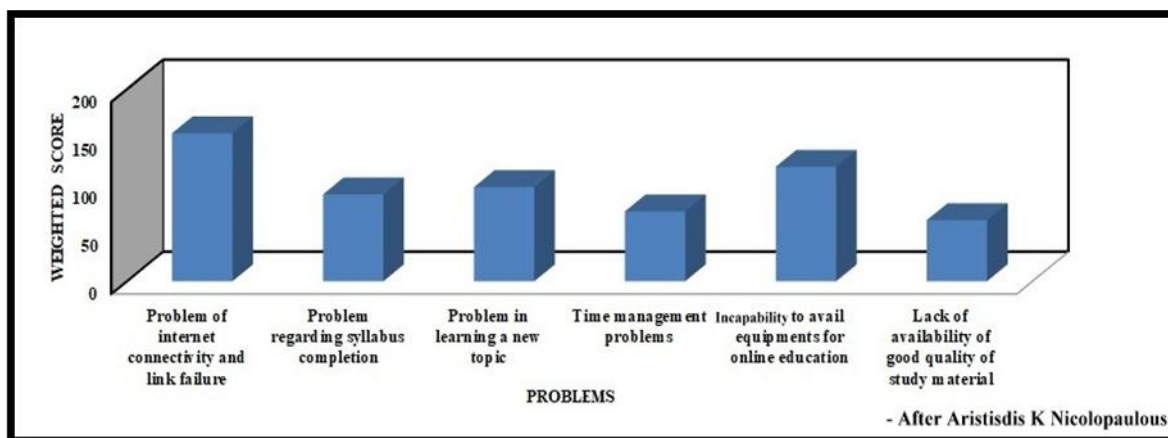 WEIGHTED SCORE
200
150
100
50
0
Problem of
internet
connectivity and
link failure
Problem
regarding syllabus
completion
Problem in
learning a new
topic
Time management
problems
Incapability to avail
equipments for
online education
Lack of
availability of
good quality of
study material
PROBLEMS
- After Aristisdis K Nicolopaulous